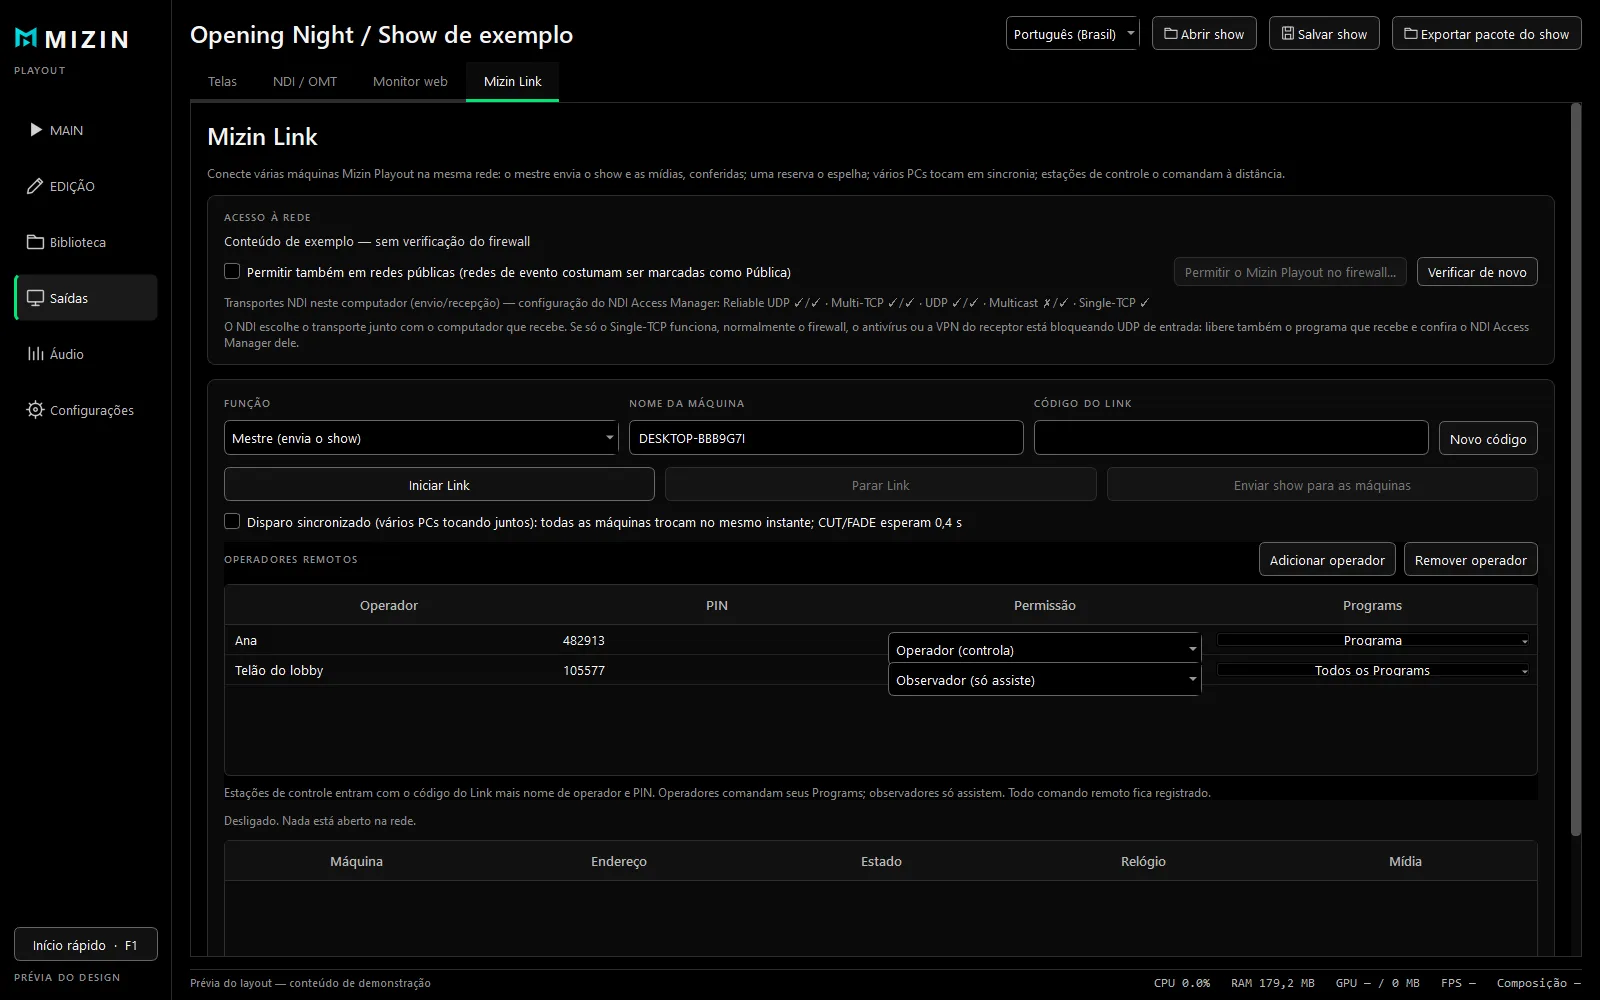 MIZIN
PLAYOUT
MAIN
EDIÇÃO
Biblioteca
Saídas
Áudio
Configurações
Início rápido · F1
PRÉVIA DO DESIGN
Opening Night / Show de exemplo
Português (Brasil)
Abrir show
Salvar show
Exportar pacote do show
Telas
NDI / OMT
Monitor web
Mizin Link
Mizin Link
Conecte várias máquinas Mizin Playout na mesma rede: o mestre envia o show e as mídias, conferidas; uma reserva o espelha; vários PCs tocam em sincronia; estações de controle o comandam à distância.
ACESSO À REDE
Conteúdo de exemplo — sem verificação do firewall
Permitir também em redes públicas (redes de evento costumam ser marcadas como Pública)
Permitir o Mizin Playout no firewall...
Verificar de novo
Transportes NDI neste computador (envio/recepção) — configuração do NDI Access Manager: Reliable UDP ✓/✓ · Multi-TCP ✓/✓ · UDP ✓/✓ · Multicast ✗/✓ · Single-TCP ✓
O NDI escolhe o transporte junto com o computador que recebe. Se só o Single-TCP funciona, normalmente o firewall, o antivírus ou a VPN do receptor está bloqueando UDP de entrada: libere também o programa que recebe e confira o NDI Access
Manager dele.
FUNÇÃO
NOME DA MÁQUINA
CÓDIGO DO LINK
Mestre (envia o show)
DESKTOP-BBB9G7I
Novo código
Iniciar Link
Parar Link
Enviar show para as máquinas
Disparo sincronizado (vários PCs tocando juntos): todas as máquinas trocam no mesmo instante; CUT/FADE esperam 0,4 s
OPERADORES REMOTOS
Adicionar operador
Remover operador
Operador
PIN
Permissão
Programs
Ana
482913
Operador (controla)
Programa
Telão do lobby
105577
Observador (só assiste)
Todos os Programs
Estações de controle entram com o código do Link mais nome de operador e PIN. Operadores comandam seus Programs; observadores só assistem. Todo comando remoto fica registrado.
Desligado. Nada está aberto na rede.
Máquina
Endereço
Estado
Relógio
Mídia
Prévia do layout — conteúdo de demonstração
CPU 0.0%
RAM 179,2 MB
GPU — / 0 MB
FPS —
Composição —